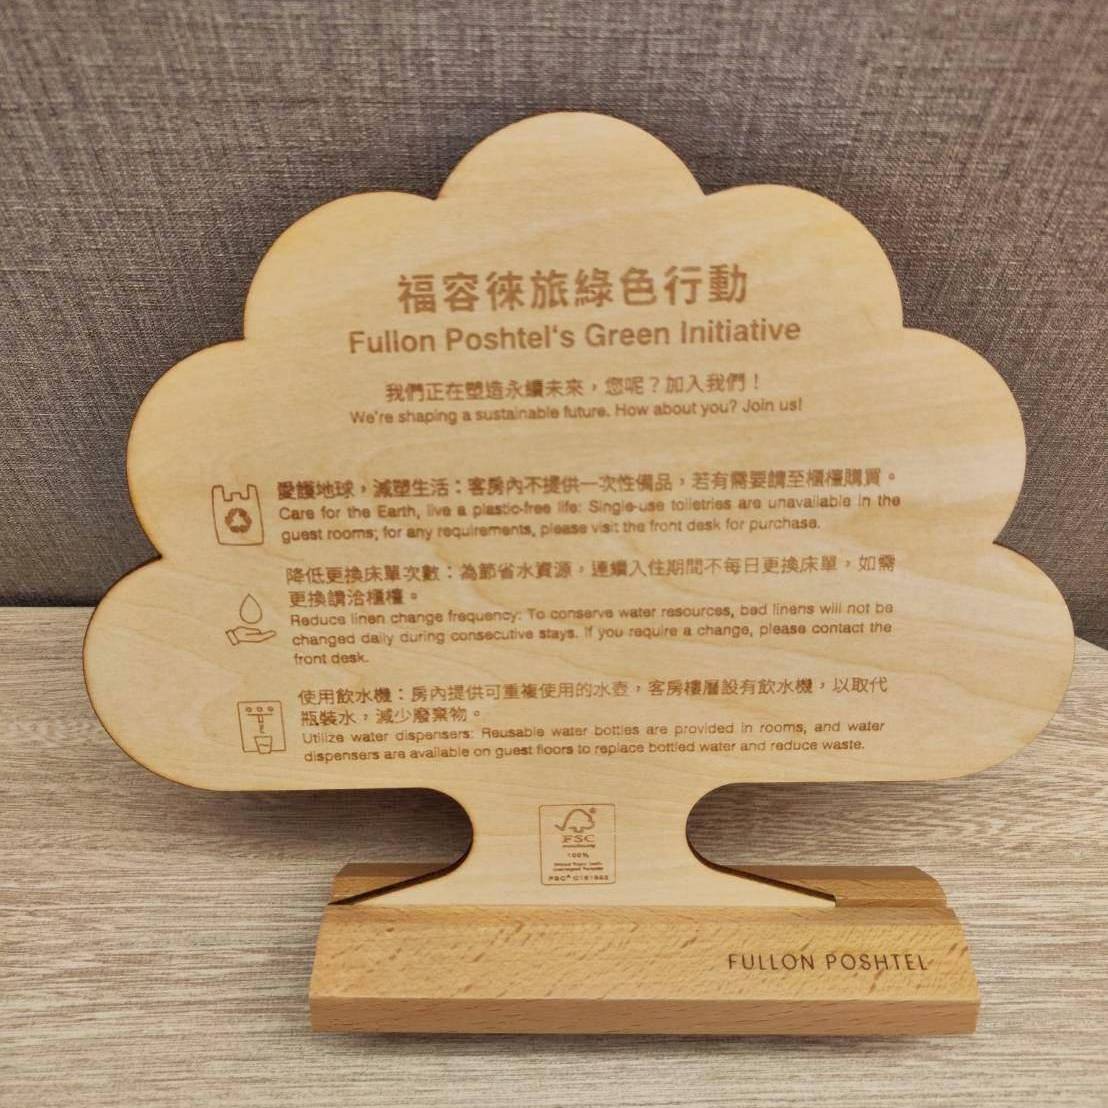 福容徠旅綠色行動
Fullon Poshtel's Green Initiative
我們正在塑造永續未來，您呢？加入我們！
We're shaping a sustainable future. How about you? Join us!
愛護地球，減塑生活：客房內不提供一次性備品，若有需要請至櫃檯購買。
Care for the Earth, live a plastic-free life: Single-use toiletries are unavailable in the
guest rooms; for any requirements, please visit the front desk for purchase.
降低更換床單次數：為節省水資源，連續入住期間不每日更換床單，如需
更換請洽櫃檯。
Reduce linen change frequency: To conserve water resources, bed linens will not be
changed daily during consecutive stays. If you require a change, please contact the
front desk.
使用飲水機：房內提供可重複使用的水壺，客房樓層設有飲水機，以取代
瓶裝水，減少廢棄物。
Utilize water dispensers: Reusable water bottles are provided in rooms, and water
dispensers are available on guest floors to replace bottled water and reduce waste.
FSC
100%
FULLON POSHTEL